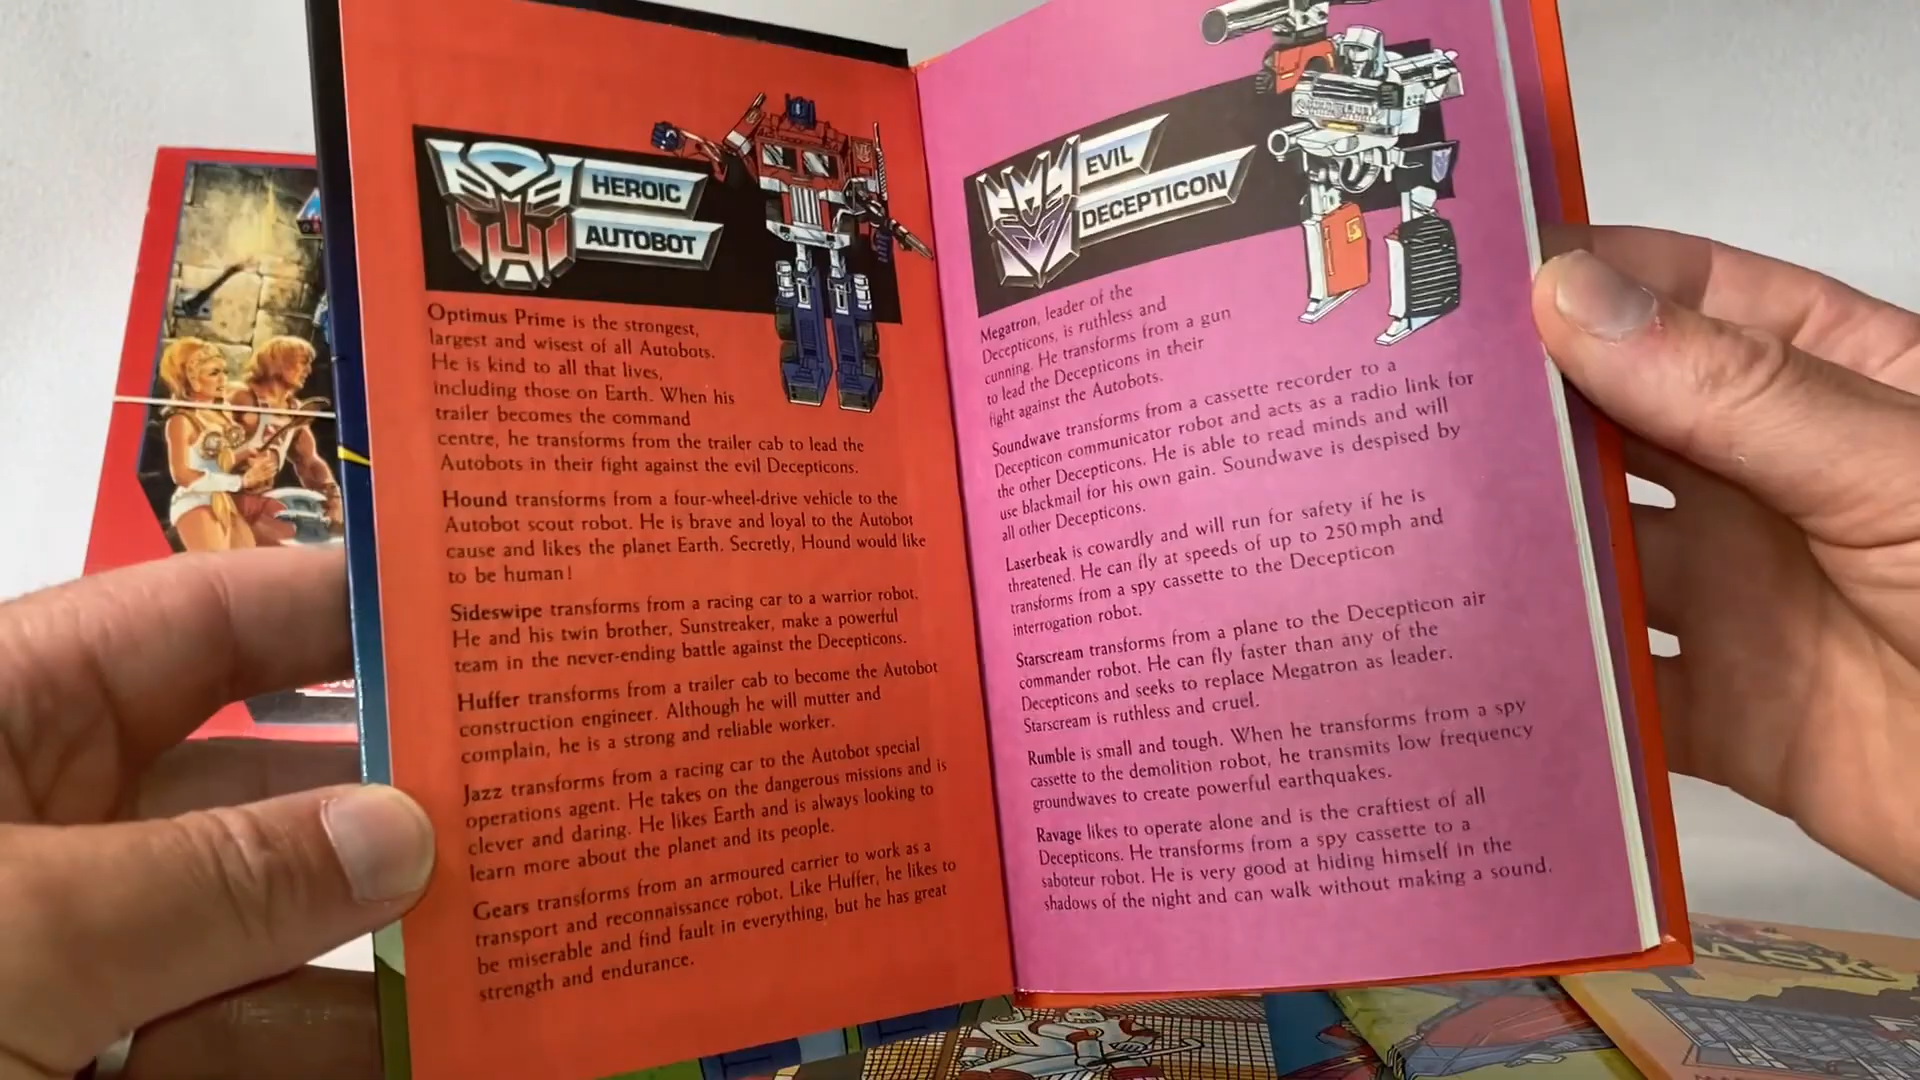 HEROIC
AUTOBOT
Optimus Prime is the strongest,
largest and wisest of all Autobots.
He is kind to all that lives,
including those on Earth. When his
trailer becomes the command
centre, he transforms from the trailer cab to lead the
Autobots in their fight against the evil Decepticons.
Hound transforms from a four-wheel-drive vehicle to the
Autobot scout robot. He is brave and loyal to the Autobot
cause and likes the planet Earth. Secretly, Hound would like
to be human!
Sideswipe transforms from a racing car to a warrior robot.
He and his twin brother, Sunstreaker, make a powerful
team in the never-ending battle against the Decepticons.
Huffer transforms from a trailer cab to become the Autobot
construction engineer. Although he will mutter and
complain, he is a strong and reliable worker.
Jazz transforms from a racing car to the Autobot special
operations agent. He takes on the dangerous missions and is
clever and daring. He likes Earth and is always looking to
learn more about the planet and its people.
Gears transforms from an armoured carrier to work as a
transport and reconnaissance robot. Like Huffer, he likes to
be miserable and find fault in everything, but he has great
strength and endurance.
EVIL
DECEPTICON
Megatron, leader of the
Decepticons, is ruthless and
cunning. He transforms from a gun
to lead the Decepticons in their
fight against the Autobots.
Soundwave transforms from a cassette recorder to a
Decepticon communicator robot and acts as a radio link for
the other Decepticons. He is able to read minds and will
use blackmail for his own gain. Soundwave is despised by
all other Decepticons.
Laserbeak is cowardly and will run for safety if he is
threatened. He can fly at speeds of up to 250 mph and
transforms from a spy cassette to the Decepticon
interrogation robot.
Starscream transforms from a plane to the Decepticon air
commander robot. He can fly faster than any of the
Decepticons and seeks to replace Megatron as leader.
Starscream is ruthless and cruel.
Rumble is small and tough. When he transforms from a spy
cassette to the demolition robot, he transmits low frequency
groundwaves to create powerful earthquakes.
Ravage likes to operate alone and is the craftiest of all
Decepticons. He transforms from a spy cassette to a
saboteur robot. He is very good at hiding himself in the
shadows of the night and can walk without making a sound.